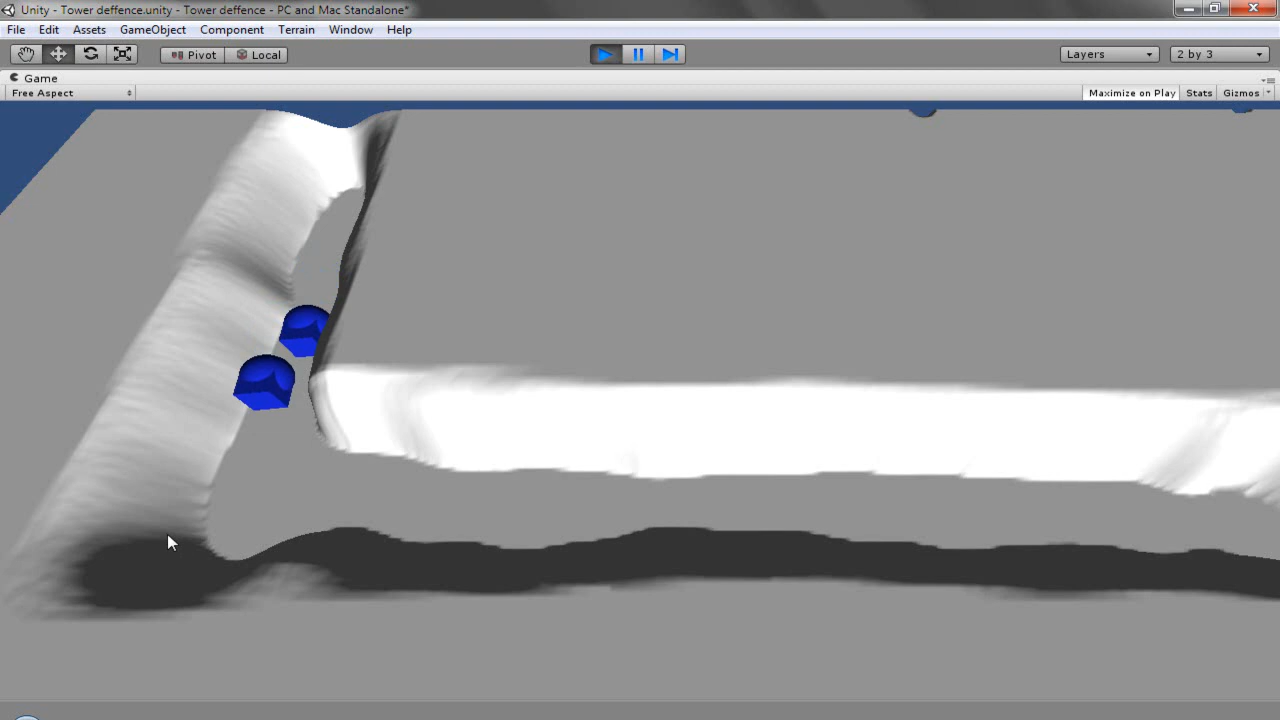 Unity - Tower deffence.unity - Tower deffence - PC and Mac Standalone*
File Edit Assets GameObject Component Terrain Window Help
Pivot Local Layers 2 by 3
Game
Free Aspect Maximize on Play Stats Gizmos